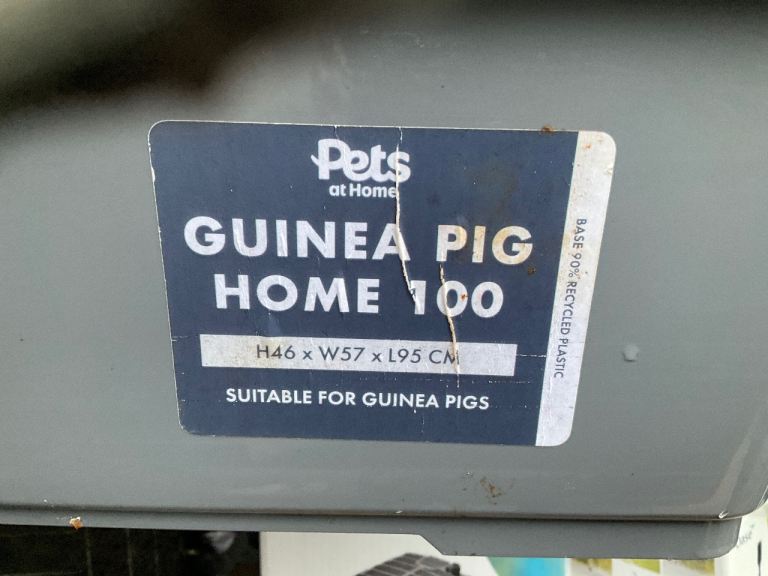 Pets
at Home
GUINEA PIG
HOME 100
H46 x W57 x L95 CM
SUITABLE FOR GUINEA PIGS
BASE 90% RECYCLED PLASTIC